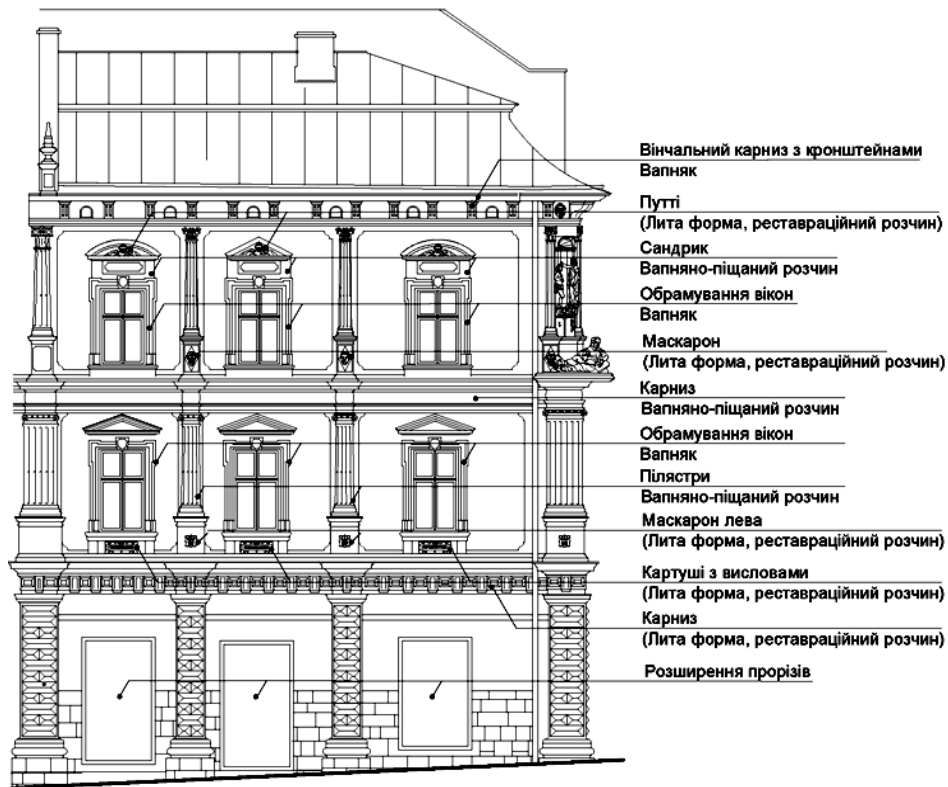 Вінчальний карниз з кронштейнами
Вапняк
Путті
(Лита форма, реставраційний розчин)
Сандрик
Вапняно-піщаний розчин
Обрамування вікон
Вапняк
Маскарон
(Лита форма, реставраційний розчин)
Карниз
Вапняно-піщаний розчин
Обрамування вікон
Вапняк
Пілястри
Вапняно-піщаний розчин
Маскарон лева
(Лита форма, реставраційний розчин)
Картуші з висловами
(Лита форма, реставраційний розчин)
Карниз
(Лита форма, реставраційний розчин)
Розширення прорізів